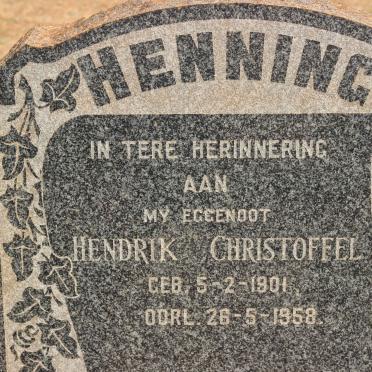 HENNING
IN TERE HERINNERING
AAN
MY EGGENOOT
HENDRIK CHRISTOFFEL
GEB. 5-2-1901.
OORL. 26-5-1958.